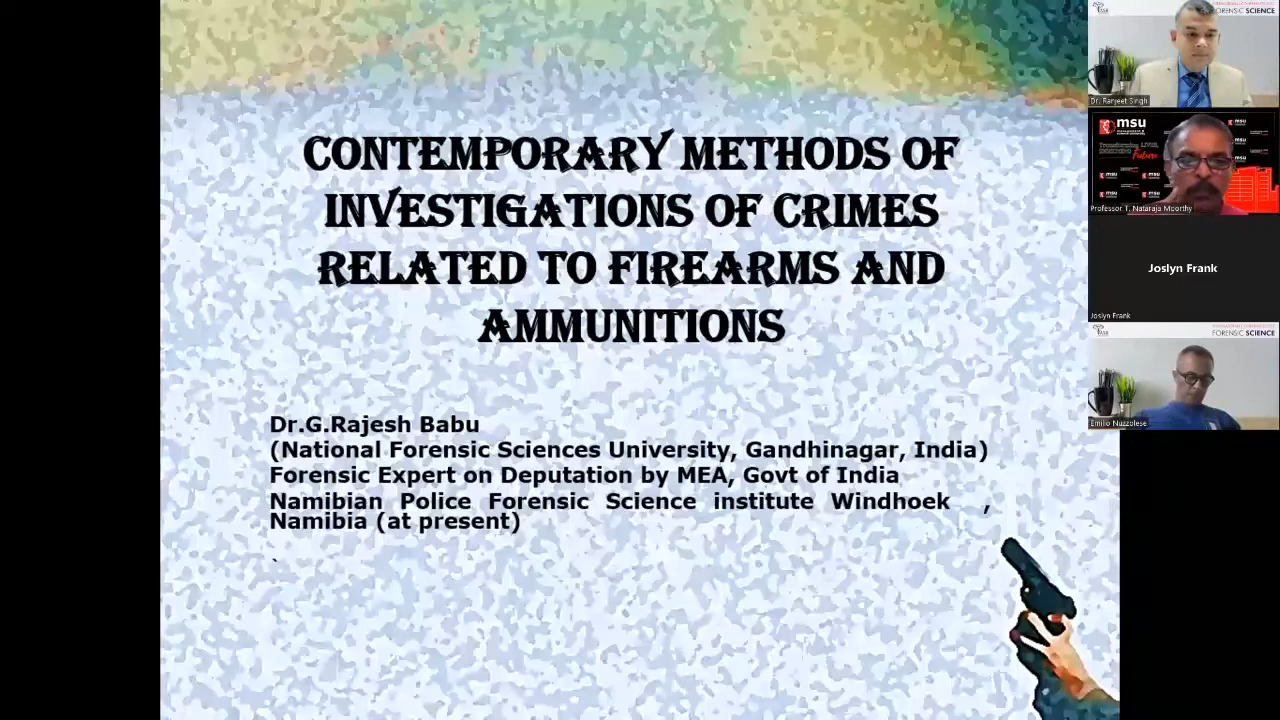 CONTEMPORARY METHODS OF
INVESTIGATIONS OF CRIMES
RELATED TO FIREARMS AND
AMMUNITIONS
Dr.G.Rajesh Babu
(National Forensic Sciences University, Gandhinagar, India)
Forensic Expert on Deputation by MEA, Govt of India
Namibian Police Forensic Science institute Windhoek ,
Namibia (at present)
`
FORENSIC SCIENCE
Dr. Ranjeet Singh
msu
Professor T. Nataraja Moorthy
Joslyn Frank
Joslyn Frank
FORENSIC SCIENCE
Emilio Nuzzolese